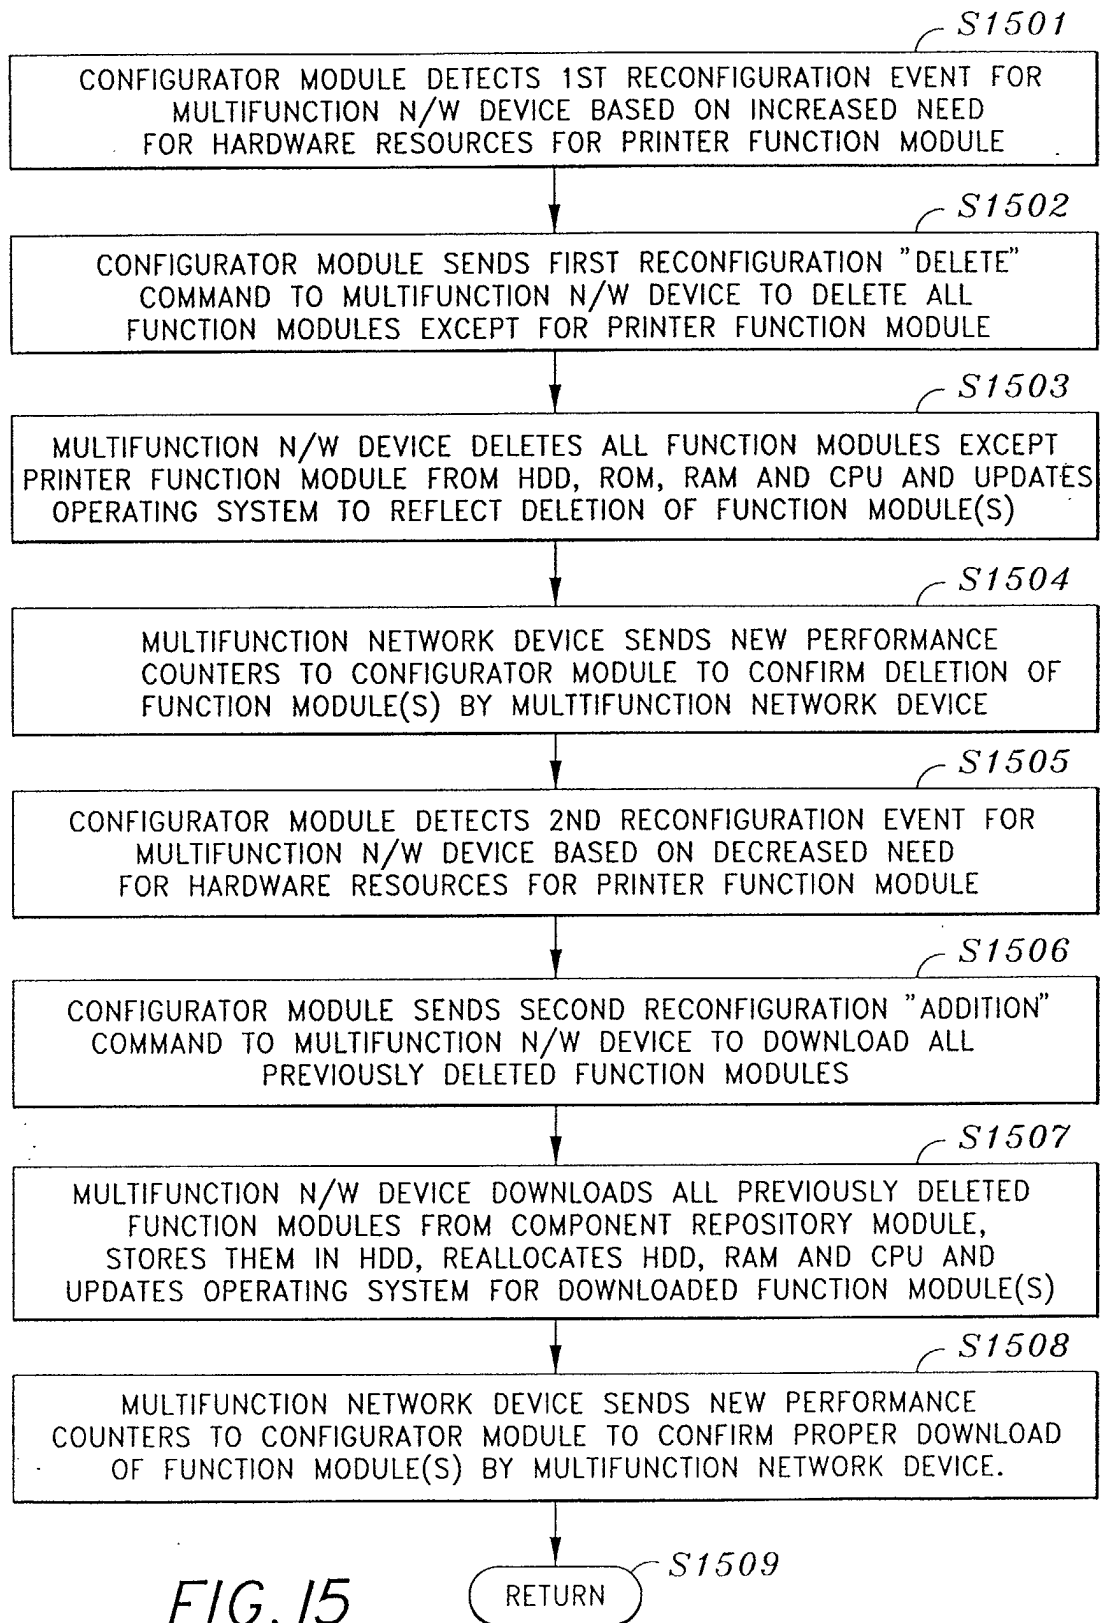 S1501
CONFIGURATOR MODULE DETECTS 1ST RECONFIGURATION EVENT FOR
MULTIFUNCTION N/W DEVICE BASED ON INCREASED NEED
FOR HARDWARE RESOURCES FOR PRINTER FUNCTION MODULE
S1502
CONFIGURATOR MODULE SENDS FIRST RECONFIGURATION "DELETE"
COMMAND TO MULTIFUNCTION N/W DEVICE TO DELETE ALL
FUNCTION MODULES EXCEPT FOR PRINTER FUNCTION MODULE
S1503
MULTIFUNCTION N/W DEVICE DELETES ALL FUNCTION MODULES EXCEPT
PRINTER FUNCTION MODULE FROM HDD, ROM, RAM AND CPU AND UPDATES
OPERATING SYSTEM TO REFLECT DELETION OF FUNCTION MODULE(S)
S1504
MULTIFUNCTION NETWORK DEVICE SENDS NEW PERFORMANCE
COUNTERS TO CONFIGURATOR MODULE TO CONFIRM DELETION OF
FUNCTION MODULE(S) BY MULTTIFUNCTION NETWORK DEVICE
S1505
CONFIGURATOR MODULE DETECTS 2ND RECONFIGURATION EVENT FOR
MULTIFUNCTION N/W DEVICE BASED ON DECREASED NEED
FOR HARDWARE RESOURCES FOR PRINTER FUNCTION MODULE
S1506
CONFIGURATOR MODULE SENDS SECOND RECONFIGURATION "ADDITION"
COMMAND TO MULTIFUNCTION N/W DEVICE TO DOWNLOAD ALL
PREVIOUSLY DELETED FUNCTION MODULES
S1507
MULTIFUNCTION N/W DEVICE DOWNLOADS ALL PREVIOUSLY DELETED
FUNCTION MODULES FROM COMPONENT REPOSITORY MODULE,
STORES THEM IN HDD, REALLOCATES HDD, RAM AND CPU AND
UPDATES OPERATING SYSTEM FOR DOWNLOADED FUNCTION MODULE(S)
S1508
MULTIFUNCTION NETWORK DEVICE SENDS NEW PERFORMANCE
COUNTERS TO CONFIGURATOR MODULE TO CONFIRM PROPER DOWNLOAD
OF FUNCTION MODULE(S) BY MULTIFUNCTION NETWORK DEVICE.
S1509
RETURN
FIG. 15